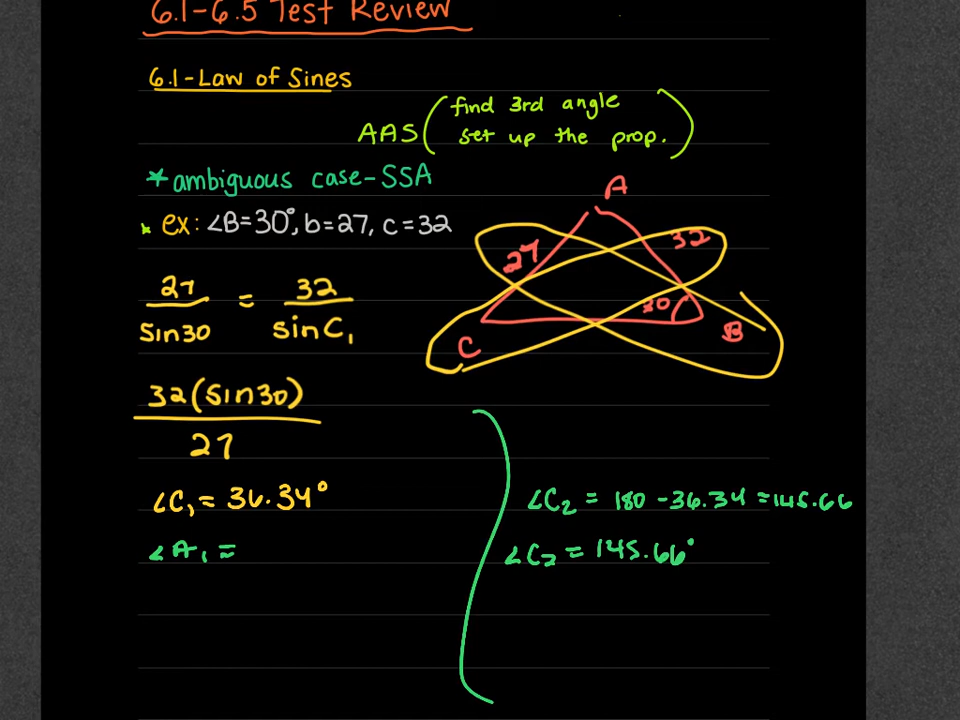 6.1-6.5 Test Review
6.1-Law of Sines
AAS (find 3rd angle
set up the prop.)
*ambiguous case-SSA
* ex: ∠B=30°, b=27, c=32
27/sin30 = 32/sinC₁
A
27
32
30
C
B
32(sin30)/27
∠C₁ = 36.34°
∠C₂ = 180-36.34=145.66
∠A₁ =
∠C₂ = 145.66°